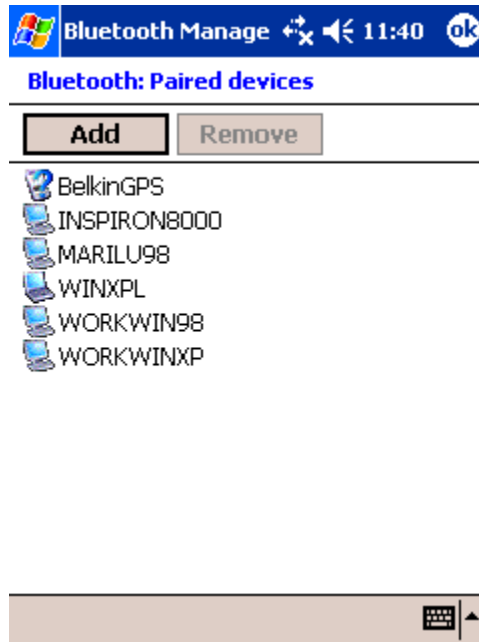 Bluetooth Manage 11:40 ok
Bluetooth: Paired devices
Add Remove
BelkinGPS
INSPIRON8000
MARILU98
WINXPL
WORKWIN98
WORKWINXP